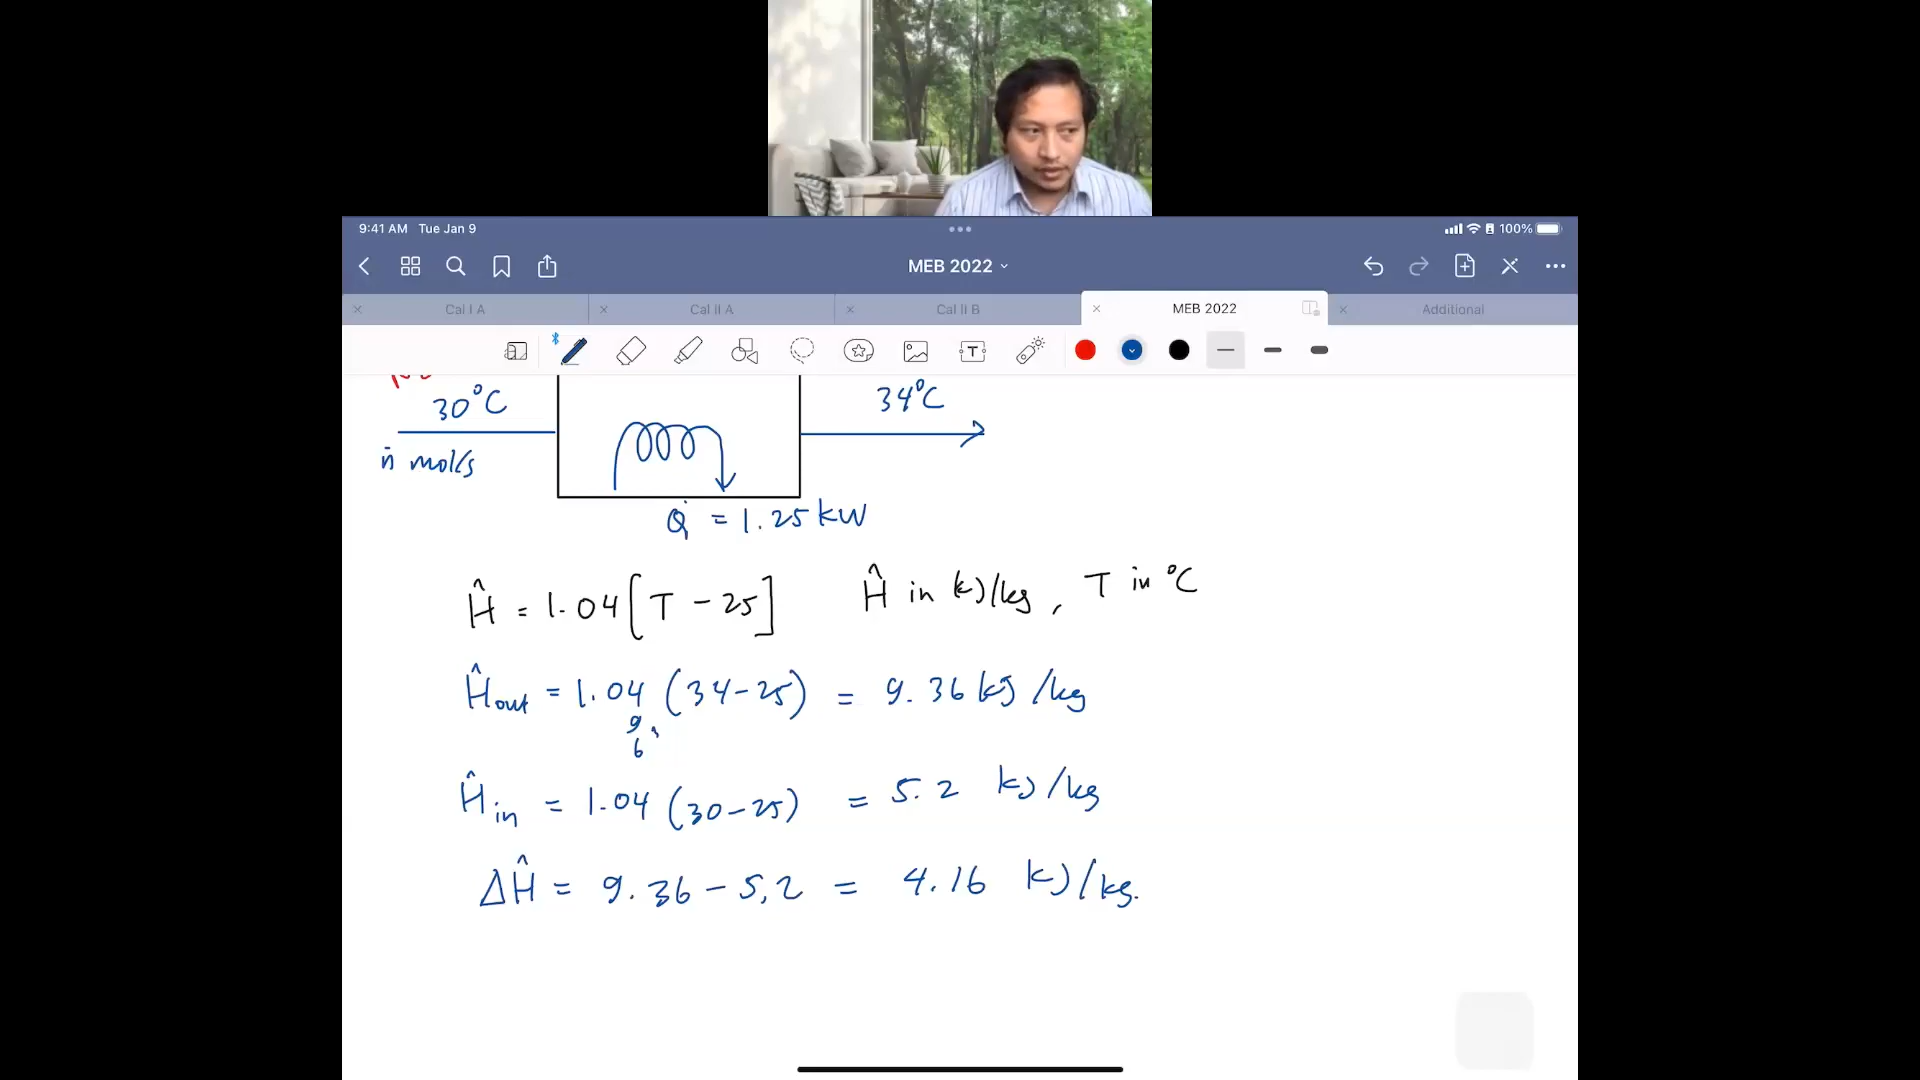 9:41 AM Tue Jan 9
100%
MEB 2022
Cal I A
Cal II A
Cal II B
MEB 2022
Additional
T
30°C
34°C
ṅ mol/s
Q̇ = 1.25 kW
Ĥ = 1.04 [T - 25] Ĥ in kJ/kg, T in °C
Ĥout = 1.04 (34-25) = 9.36 kJ/kg
9
6
Ĥin = 1.04 (30-25) = 5.2 kJ/kg
ΔĤ = 9.36 - 5.2 = 4.16 kJ/kg.